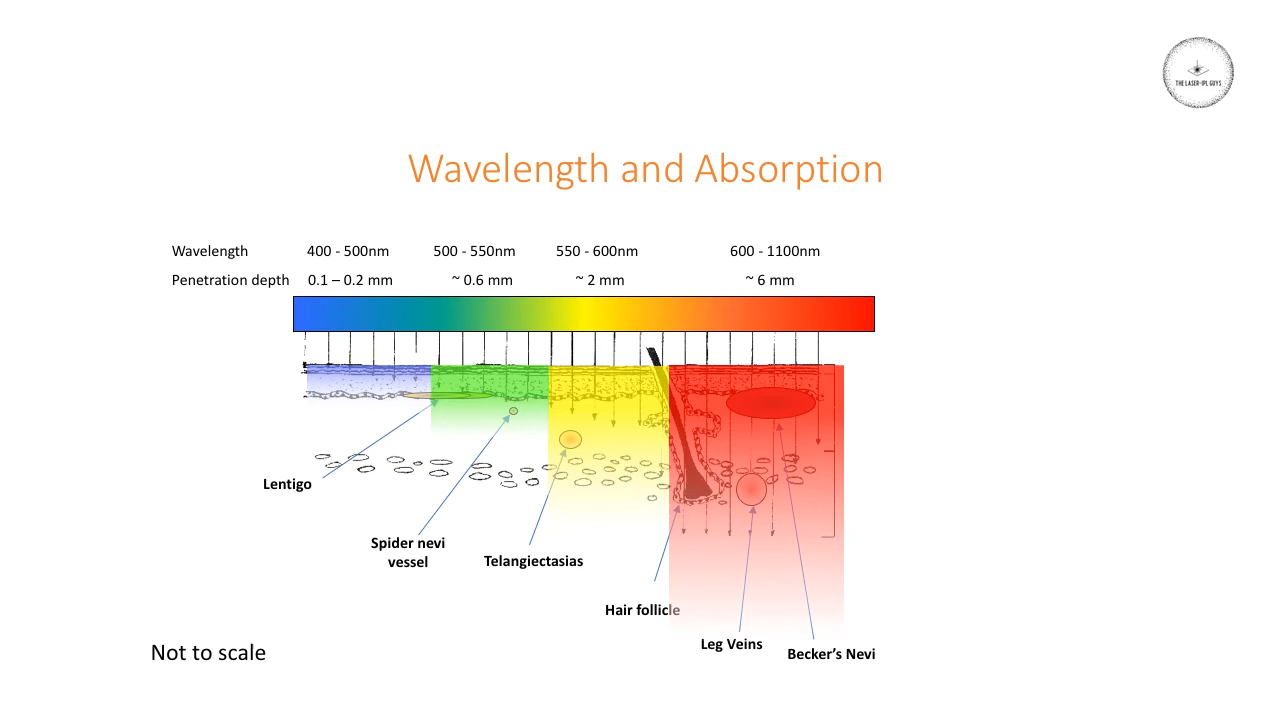 THE LASER-IPL GUYS
Wavelength and Absorption
Wavelength 400 - 500nm 500 - 550nm 550 - 600nm 600 - 1100nm
Penetration depth 0.1 – 0.2 mm ~ 0.6 mm ~ 2 mm ~ 6 mm
Lentigo
Spider nevi
vessel
Telangiectasias
Hair follicle
Leg Veins
Becker’s Nevi
Not to scale